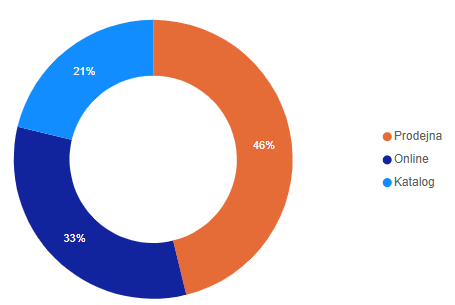 21%
46%
33%
Prodejna
Online
Katalog